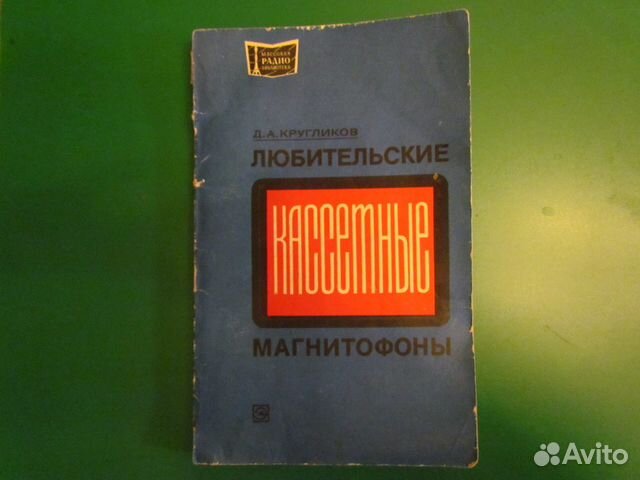 МАССОВАЯ
РАДИО
БИБЛИОТЕКА
Д.А.КРУГЛИКОВ
ЛЮБИТЕЛЬСКИЕ
КАССЕТНЫЕ
МАГНИТОФОНЫ
Avito